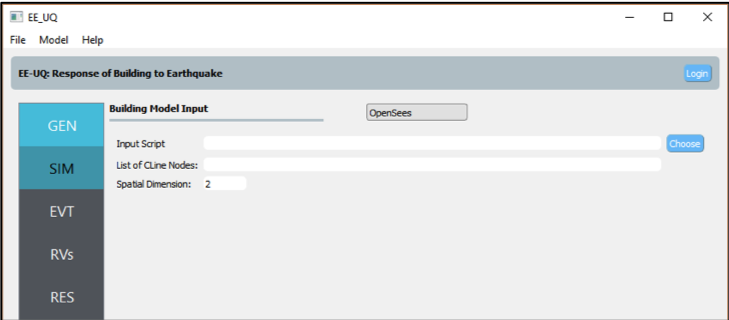 EE_UQ
File Model Help
EE-UQ: Response of Building to Earthquake Login
GEN
Building Model Input OpenSees
Input Script Choose
SIM
List of CLine Nodes:
Spatial Dimension: 2
EVT
RVs
RES